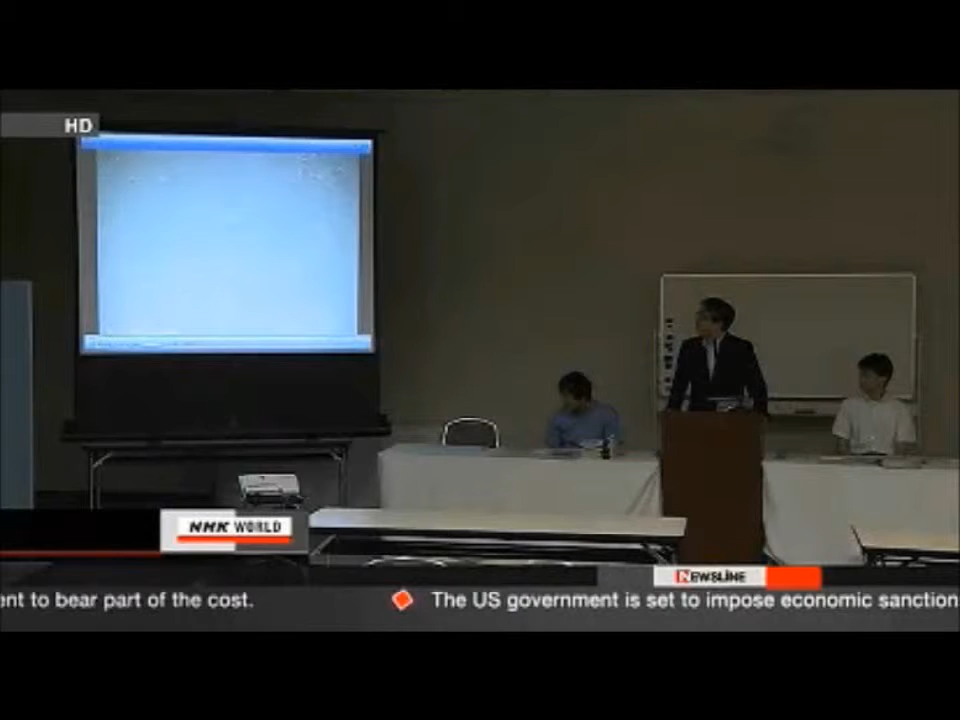 HD
NHK WORLD
NEWSLINE
ent to bear part of the cost.
The US government is set to impose economic sanction